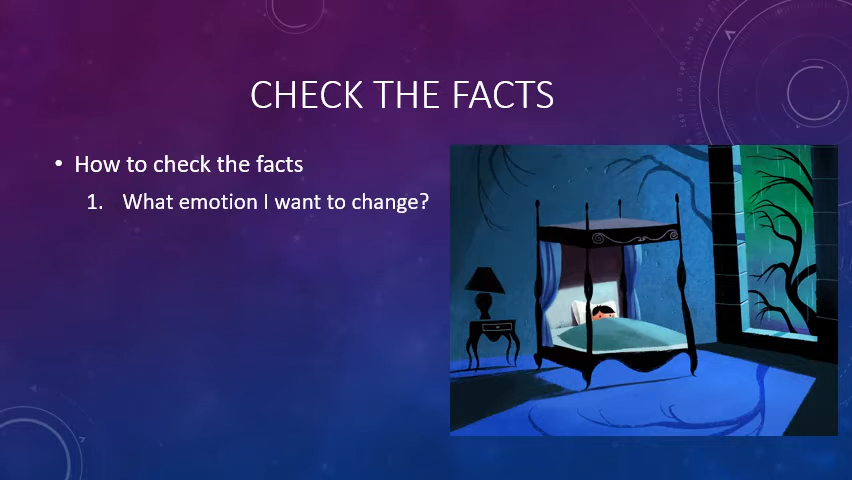 CHECK THE FACTS
• How to check the facts
1. What emotion I want to change?